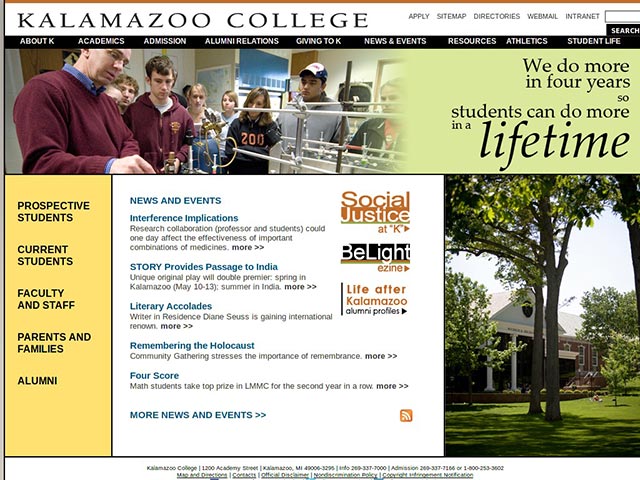 KALAMAZOO COLLEGE
APPLY SITEMAP DIRECTORIES WEBMAIL INTRANET
SEARCH
ABOUT K ACADEMICS ADMISSION ALUMNI RELATIONS GIVING TO K NEWS & EVENTS RESOURCES ATHLETICS STUDENT LIFE
We do more
in four years
so
students can do more
in a lifetime
200
PROSPECTIVE
STUDENTS
CURRENT
STUDENTS
FACULTY
AND STAFF
PARENTS AND
FAMILIES
ALUMNI
NEWS AND EVENTS
Interference Implications
Research collaboration (professor and students) could
one day affect the effectiveness of important
combinations of medicines. more >>
STORY Provides Passage to India
Unique original play will double premier: spring in
Kalamazoo (May 10-13); summer in India. more >>
Literary Accolades
Writer in Residence Diane Seuss is gaining international
renown. more >>
Remembering the Holocaust
Community Gathering stresses the importance of remembrance. more >>
Four Score
Math students take top prize in LMMC for the second year in a row. more >>
MORE NEWS AND EVENTS >>
Social
Justice
at "K"
BeLight
ezine
Life after
Kalamazoo
alumni profiles
Kalamazoo College | 1200 Academy Street | Kalamazoo, MI 49006-3295 | Info 269-337-7000 | Admission 269-337-7166 or 1-800-253-3602
Map and Directions | Contacts | Official Disclaimer | Nondiscrimination Policy | Copyright Infringement Notification